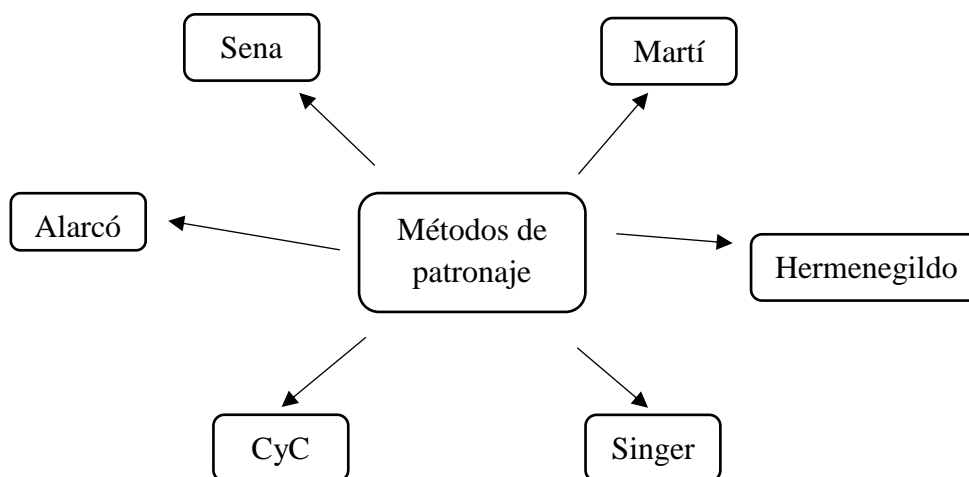 Sena
Martí
Alarcó
Métodos de
patronaje
Hermenegildo
CyC
Singer